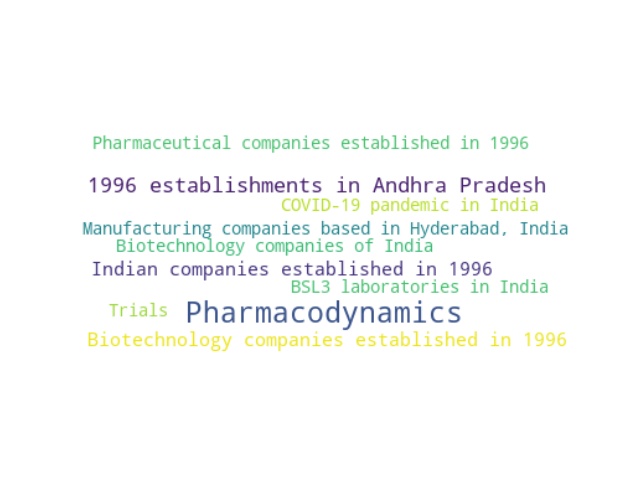 Pharmaceutical companies established in 1996
1996 establishments in Andhra Pradesh
COVID-19 pandemic in India
Manufacturing companies based in Hyderabad, India
Biotechnology companies of India
Indian companies established in 1996
BSL3 laboratories in India
Trials
Pharmacodynamics
Biotechnology companies established in 1996